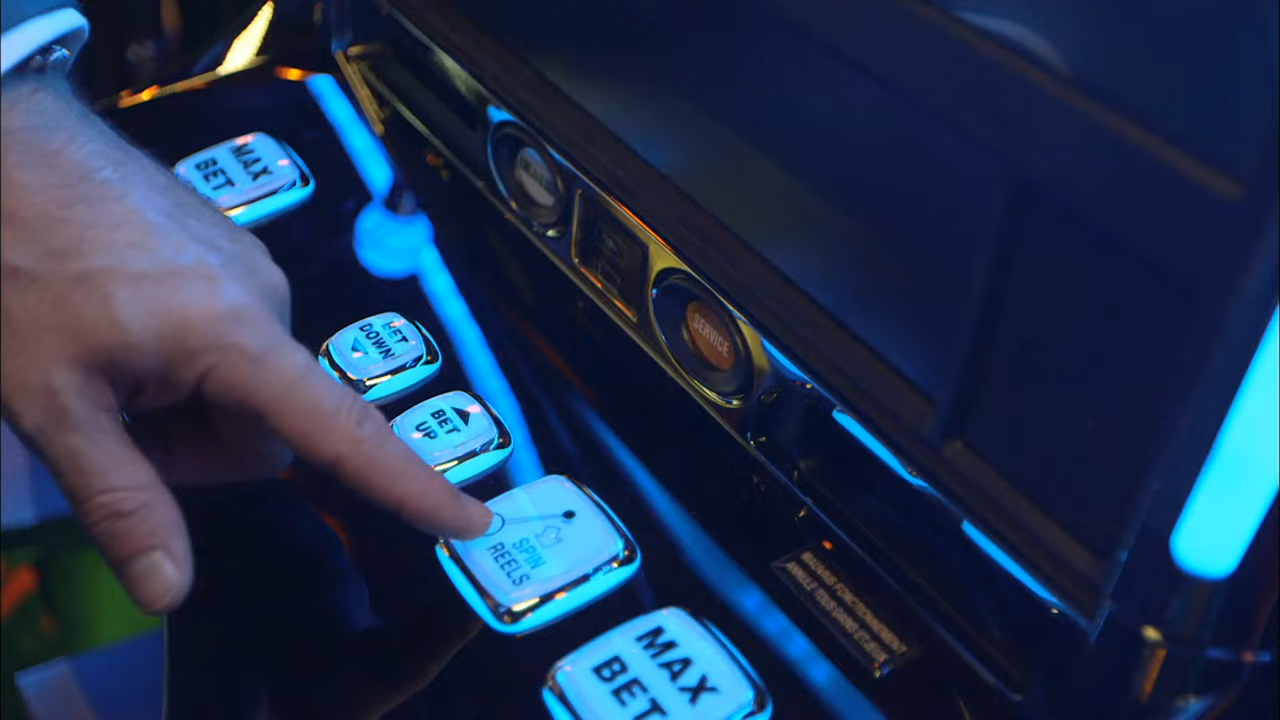 MAX
BET
BET
DOWN
BET
UP
SPIN
REELS
SERVICE
MAX
BET